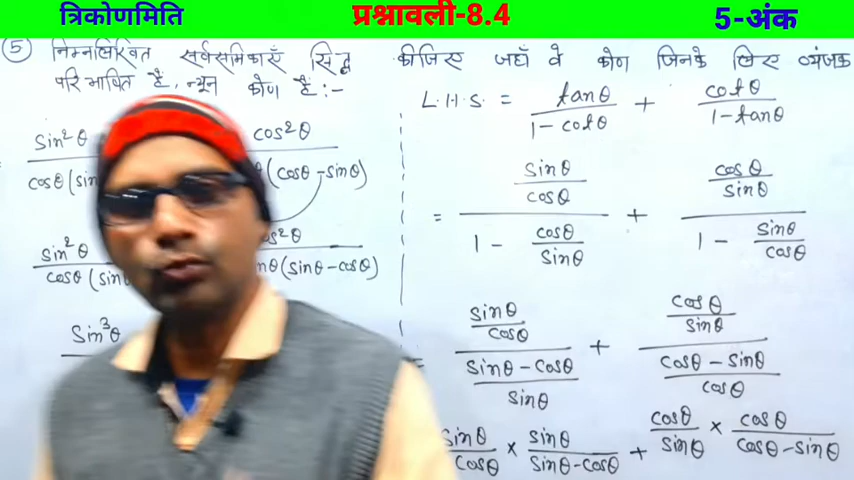 त्रिकोणमिति
प्रश्नावली-8.4
5-अंक
(5) निम्नलिखित सर्वसमिकाएँ सिद्ध कीजिए जहाँ वे कोण जिनके लिए व्यंजक
परिभाषित है, न्यून कोण है :-
L.H.S. = tanθ/(1-cotθ) + cotθ/(1-tanθ)
= (sinθ/cosθ)/(1 - cosθ/sinθ) + (cosθ/sinθ)/(1 - sinθ/cosθ)
= (sinθ/cosθ)/((sinθ-cosθ)/sinθ) + (cosθ/sinθ)/((cosθ-sinθ)/cosθ)
sinθ/cosθ × sinθ/(sinθ-cosθ) + cosθ/sinθ × cosθ/(cosθ-sinθ)
sin²θ cos²θ
cosθ(sin (cosθ-sinθ)
sin²θ cos²θ
cosθ(sin (sinθ-cosθ)
sin³θ